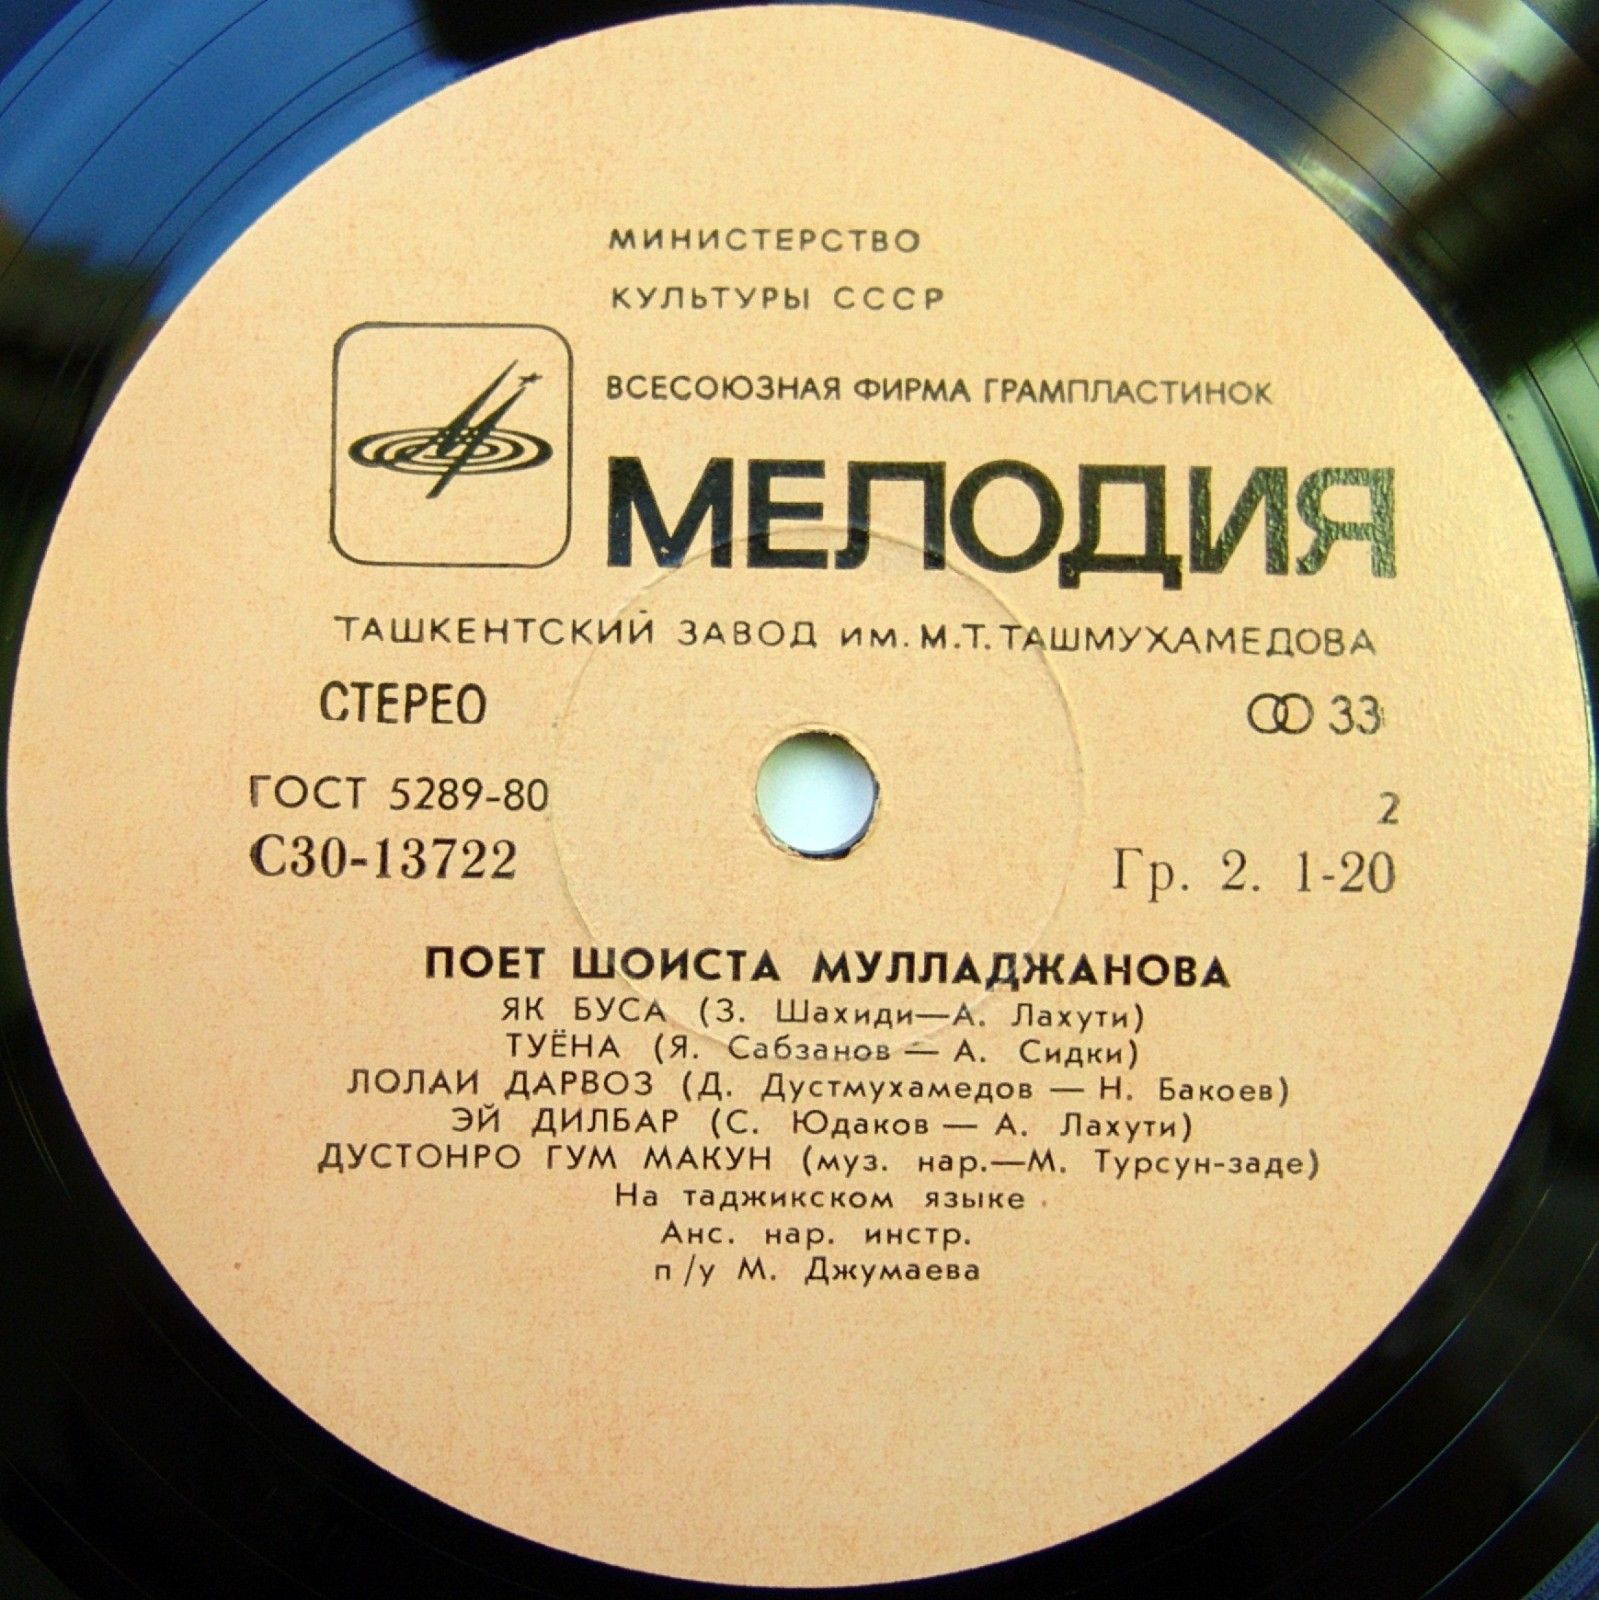 МИНИСТЕРСТВО
КУЛЬТУРЫ СССР
ВСЕСОЮЗНАЯ ФИРМА ГРАМПЛАСТИНОК
МЕЛОДИЯ
ТАШКЕНТСКИЙ ЗАВОД ИМ. М.Т. ТАШМУХАМЕДОВА
СТЕРЕО 33
ГОСТ 5289-80 2
С30-13722 Гр. 2. 1-20
ПОЕТ ШОИСТА МУЛЛАДЖАНОВА
ЯК БУСА (З. Шахиди—А. Лахути)
ТУЁНА (Я. Сабзанов — А. Сидки)
ЛОЛАИ ДАРВОЗ (Д. Дустмухамедов — Н. Бакоев)
ЭЙ ДИЛБАР (С. Юдаков — А. Лахути)
ДУСТОНРО ГУМ МАКУН (муз. нар.—М. Турсун-заде)
На таджикском языке
Анс. нар. инстр.
п/у М. Джумаева